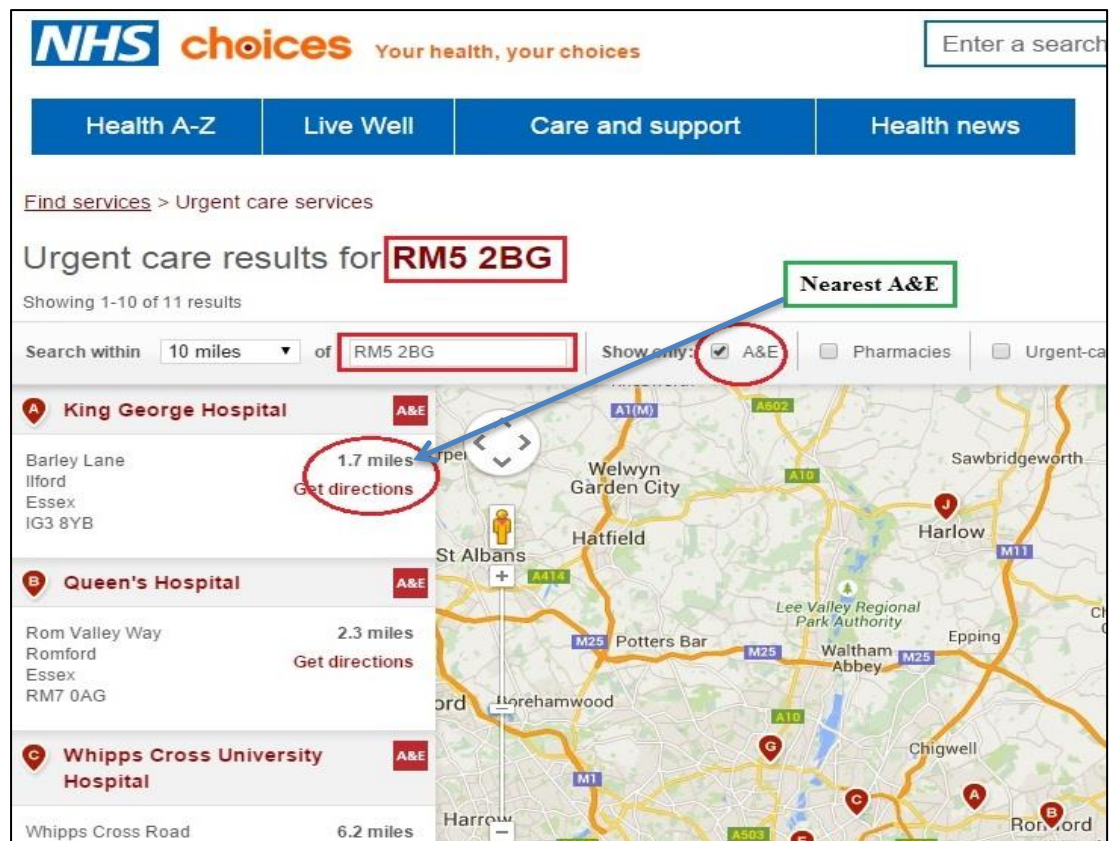 NHS choices Your health, your choices
Enter a search
Health A-Z Live Well Care and support Health news
Find services > Urgent care services
Urgent care results for RM5 2BG
Showing 1-10 of 11 results
Nearest A&E
Search within 10 miles of RM5 2BG Show only: A&E Pharmacies Urgent-ca
A King George Hospital A&E
Barley Lane 1.7 miles
Ilford Get directions
Essex
IG3 8YB
B Queen's Hospital A&E
Rom Valley Way 2.3 miles
Romford Get directions
Essex
RM7 0AG
C Whipps Cross University A&E
Hospital
Whipps Cross Road 6.2 miles
A1(M) A602
Welwyn
Garden City
A10
Sawbridgeworth
J
Harlow
Hatfield
M11
St Albans
A414
Lee Valley Regional
Park Authority
M25 Potters Bar M25
Waltham
Abbey
M25
Epping
Borehamwood
A10
G
Chigwell
M1
C
A
B
Harrow
A503
Romford